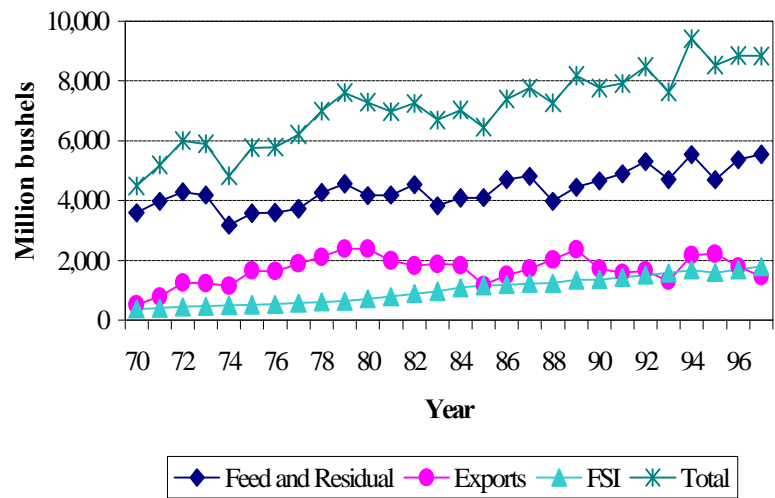 Million bushels
10,000
8,000
6,000
4,000
2,000
0
70 72 74 76 78 80 82 84 86 88 90 92 94 96
Year
Feed and Residual Exports FSI Total